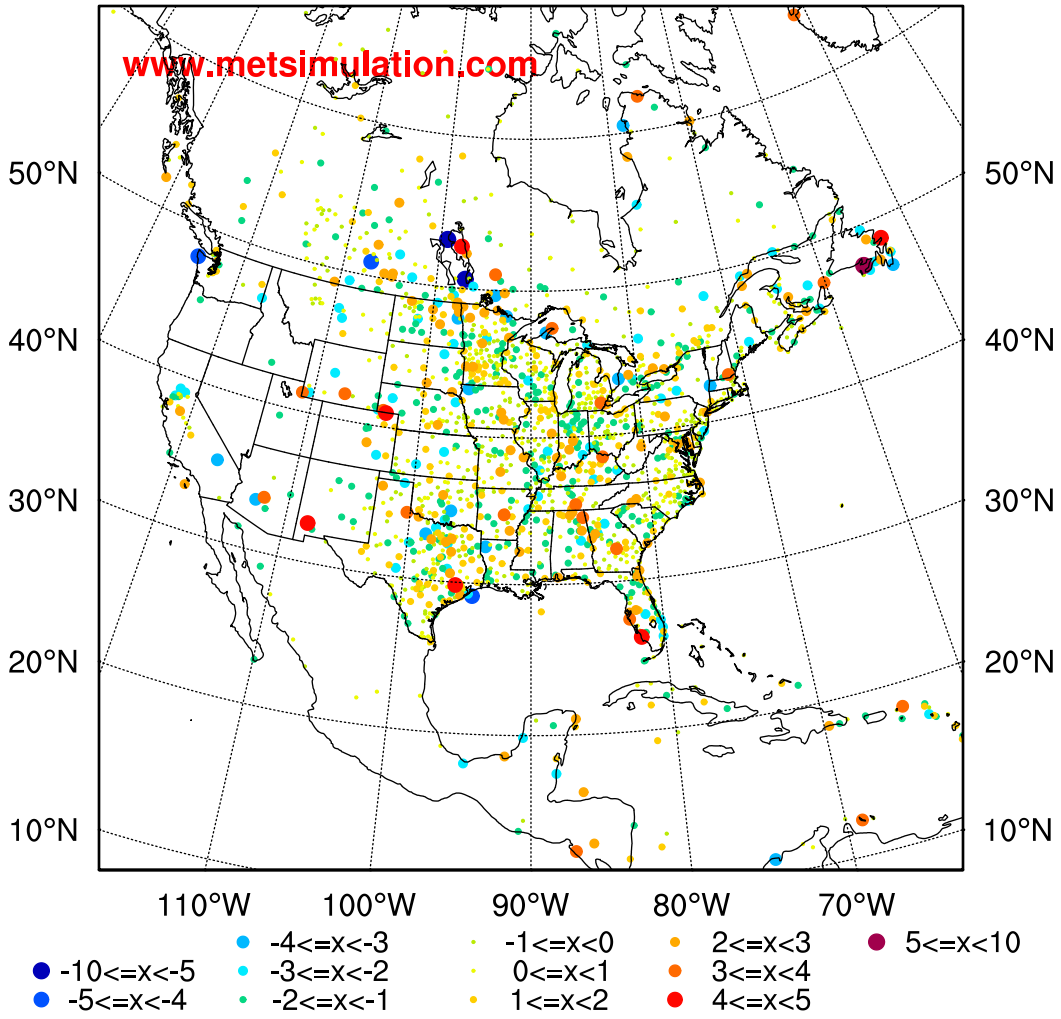 www.metsimulation.com
50°N 50°N
40°N 40°N
30°N 30°N
20°N 20°N
10°N 10°N
110°W 100°W 90°W 80°W 70°W
-4<=x<-3 -1<=x<0 2<=x<3 5<=x<10
-10<=x<-5 -3<=x<-2 0<=x<1 3<=x<4
-5<=x<-4 -2<=x<-1 1<=x<2 4<=x<5